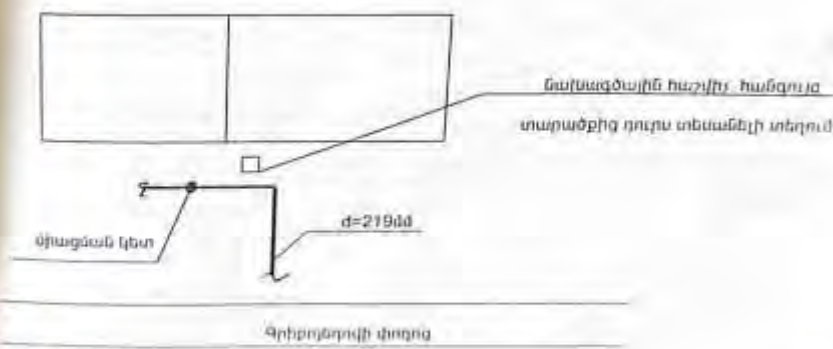 Նախագծային հաշվիչ հանգույց
տարածքից դուրս տեսանելի տեղում
d=219մմ
միացման կետ
Գրիբոյեդովի փողոց